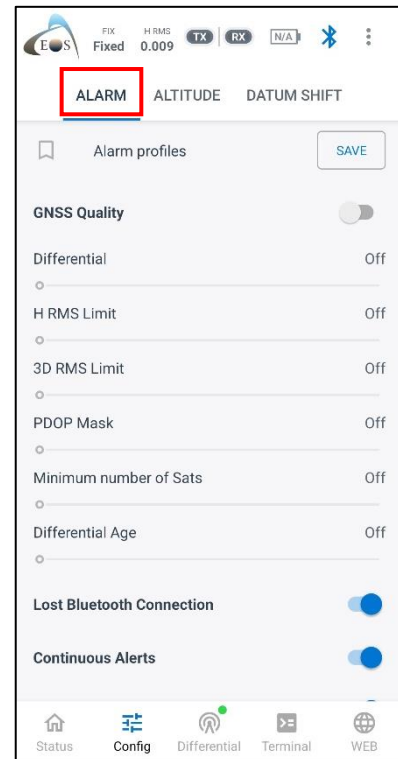 EOS
FIX H RMS
Fixed 0.009 TX RX N/A
ALARM ALTITUDE DATUM SHIFT
Alarm profiles SAVE
GNSS Quality
Differential Off
H RMS Limit Off
3D RMS Limit Off
PDOP Mask Off
Minimum number of Sats Off
Differential Age Off
Lost Bluetooth Connection
Continuous Alerts
Status Config Differential Terminal WEB